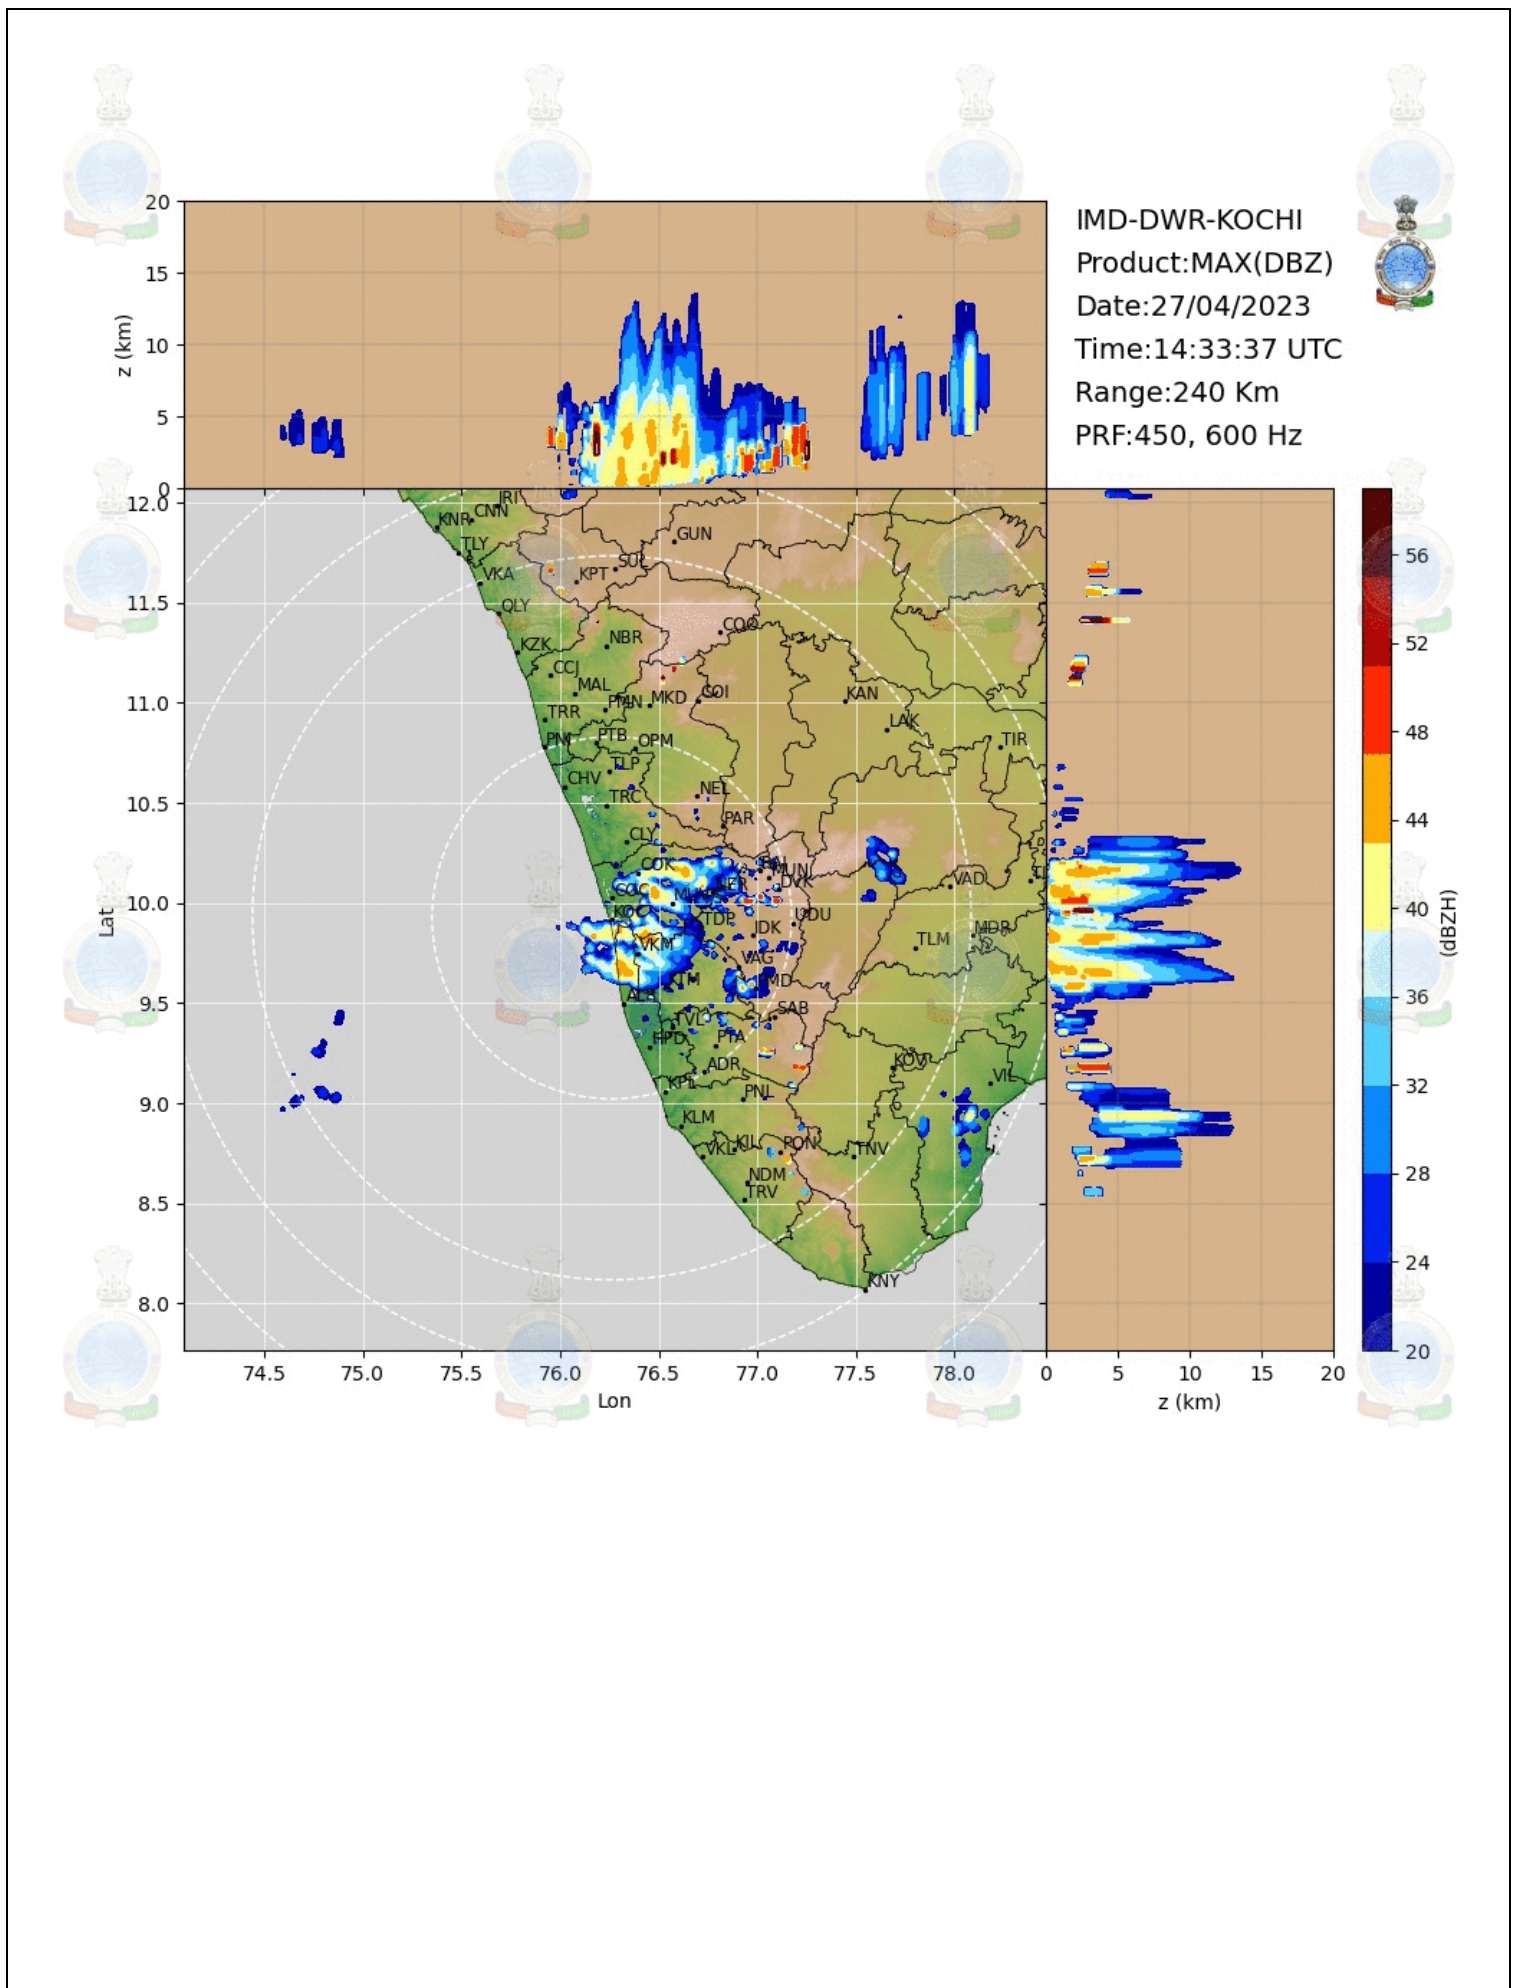 IMD-DWR-KOCHI
Product:MAX(DBZ)
Date:27/04/2023
Time:14:33:37 UTC
Range:240 Km
PRF:450, 600 Hz
20
15
10
5
0
z (km)
12.0
11.5
11.0
10.5
10.0
9.5
9.0
8.5
8.0
Lat
IRI
CNN
KNR
TLY
GUN
SUL
KPT
VKA
QLY
COO
NBR
KZK
CCJ
MAL
PMN
MKD
COI
KAN
TRR
LAK
PNI
PTB
OPM
TIR
TLP
CHV
NEL
TRC
PAR
CLY
COK
MUN
DVK
VAD
COC
KOC
TDP
UDU
IDK
MDR
TLM
VKM
VAG
KTM
SAB
TVL
HPD
PTA
KOV
ADR
VIL
KPL
PNL
KLM
VKL
KIL
PON
TNV
NDM
TRV
KNY
74.5
75.0
75.5
76.0
76.5
77.0
77.5
78.0
Lon
0
5
10
15
20
z (km)
56
52
48
44
40
36
32
28
24
20
(dBZH)